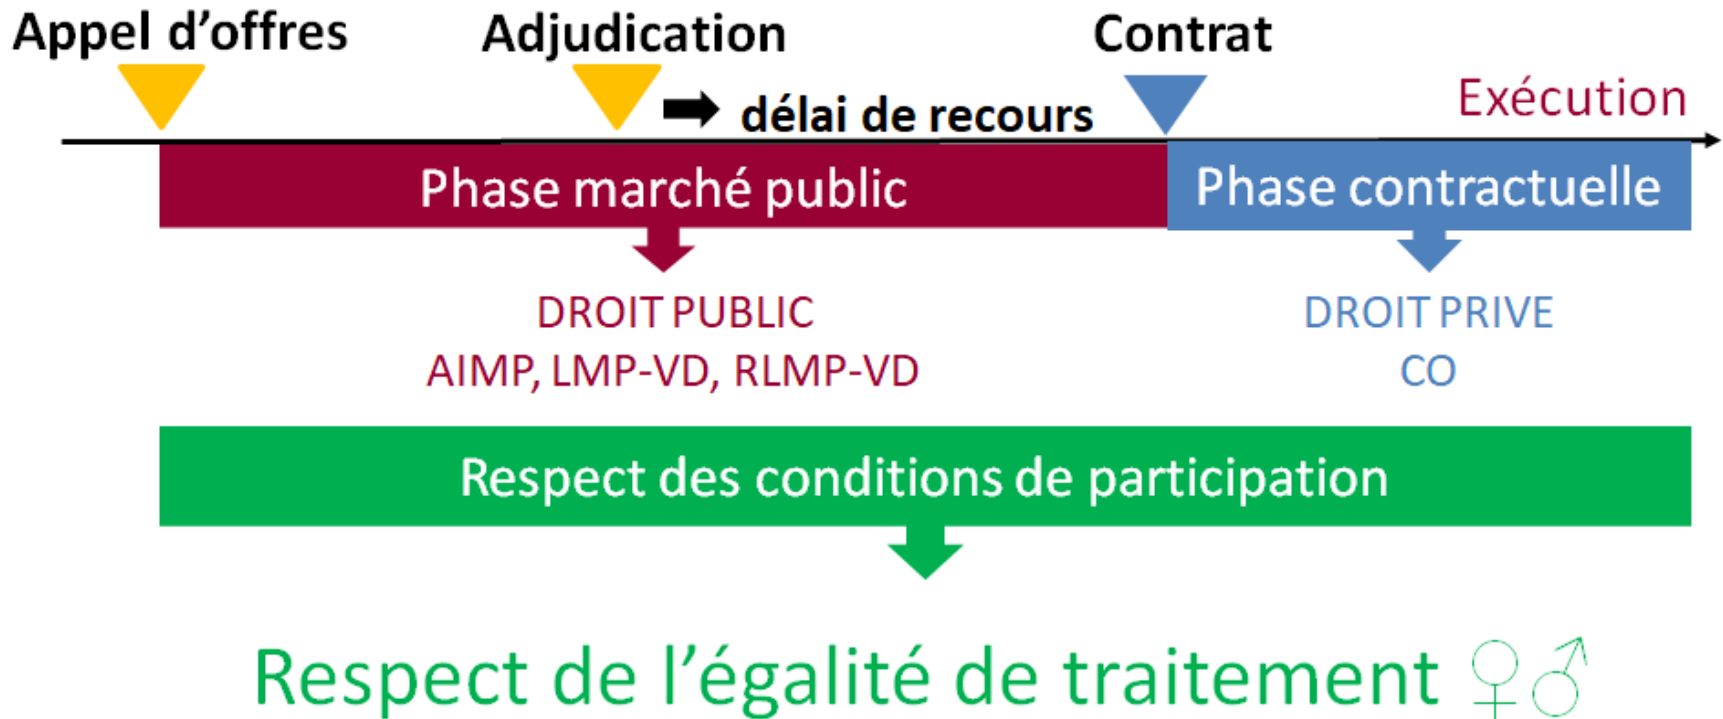 Appel d’offres
Adjudication
Contrat
délai de recours
Exécution
Phase marché public
Phase contractuelle
DROIT PUBLIC
AIMP, LMP-VD, RLMP-VD
DROIT PRIVE
CO
Respect des conditions de participation
Respect de l’égalité de traitement ♀♂